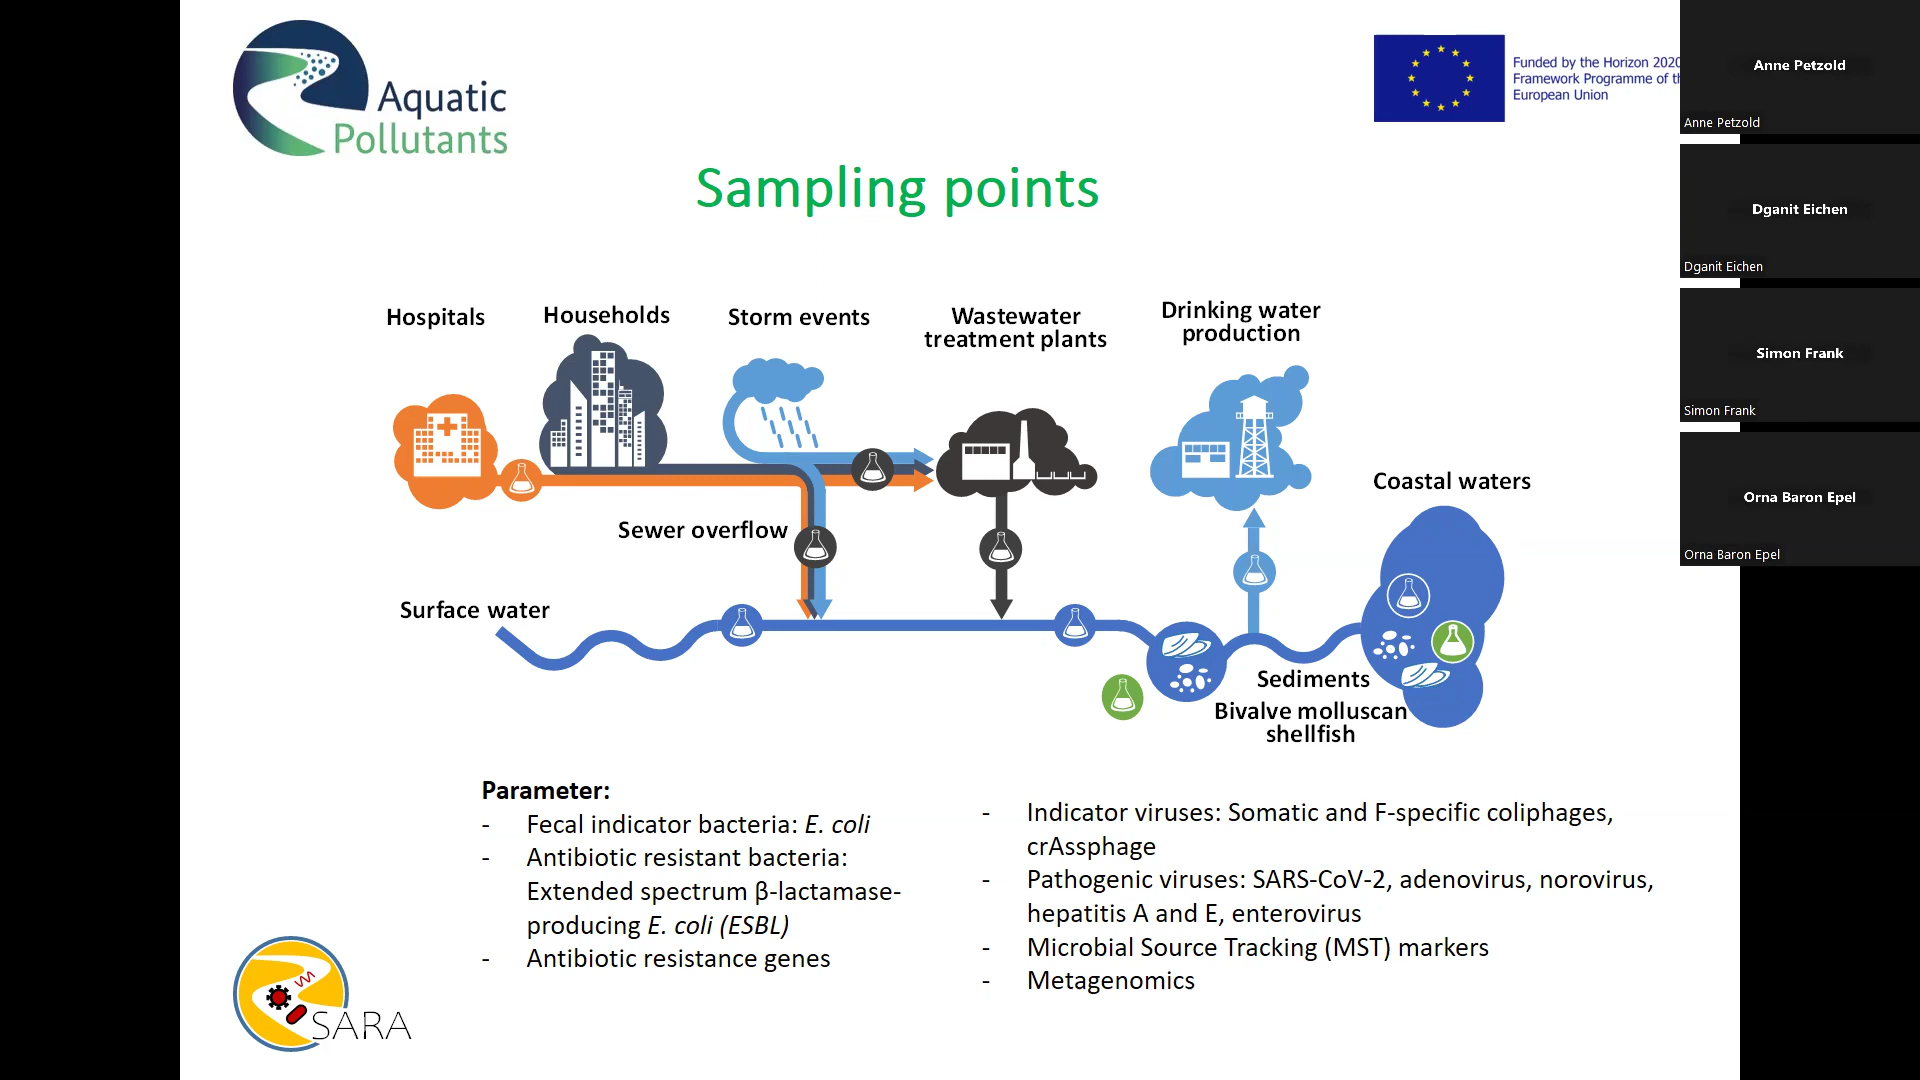 Aquatic
Pollutants
Funded by the Horizon 2020
Framework Programme of th
European Union
Sampling points
Hospitals
Households
Storm events
Wastewater
treatment plants
Drinking water
production
Coastal waters
Sewer overflow
Surface water
Sediments
Bivalve molluscan
shellfish
Parameter:
- Fecal indicator bacteria: E. coli
- Antibiotic resistant bacteria:
Extended spectrum β-lactamase-
producing E. coli (ESBL)
- Antibiotic resistance genes
- Indicator viruses: Somatic and F-specific coliphages,
crAssphage
- Pathogenic viruses: SARS-CoV-2, adenovirus, norovirus,
hepatitis A and E, enterovirus
- Microbial Source Tracking (MST) markers
- Metagenomics
SARA
Anne Petzold
Anne Petzold
Dganit Eichen
Dganit Eichen
Simon Frank
Simon Frank
Orna Baron Epel
Orna Baron Epel